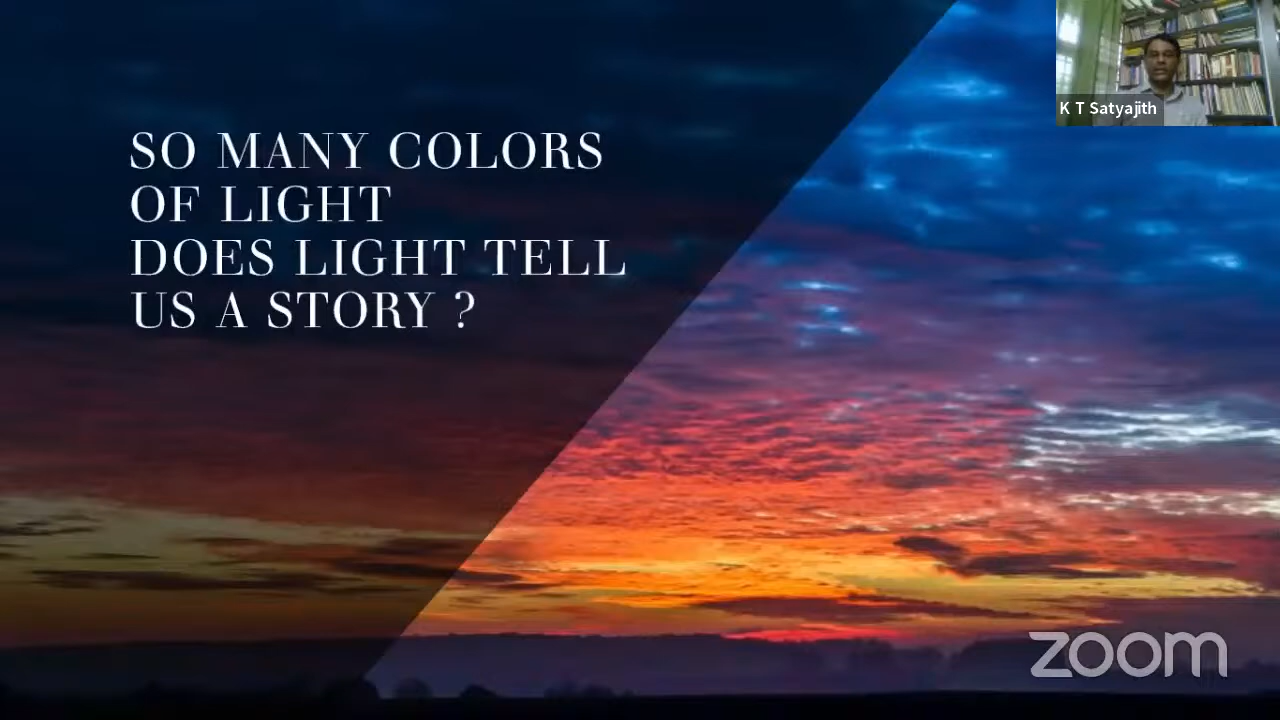 SO MANY COLORS
OF LIGHT
DOES LIGHT TELL
US A STORY ?
K T Satyajith
zoom